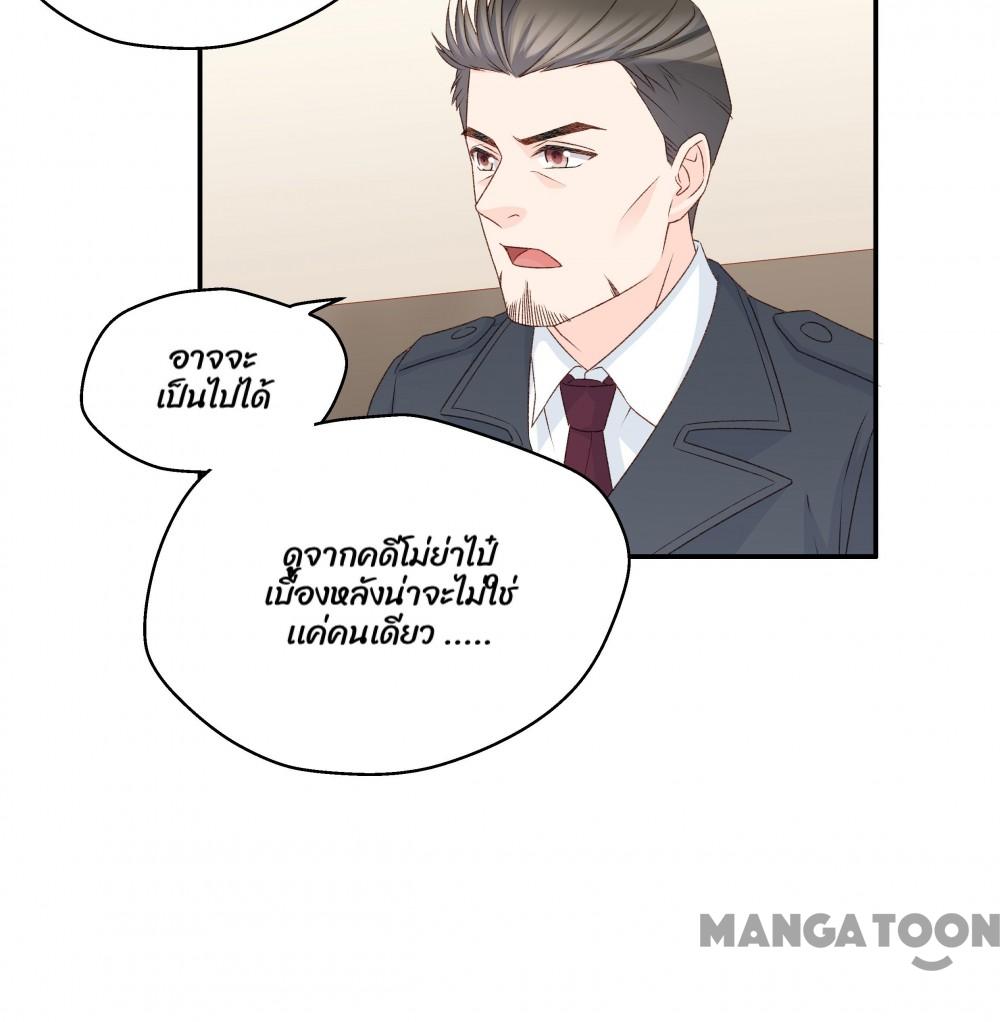 อาจจะ
เป็นไปได้
ดูจากคดีโม่ย่าไป๋
เบื้องหลังน่าจะไม่ใช่
แค่คนเดียว .....
MANGATOON